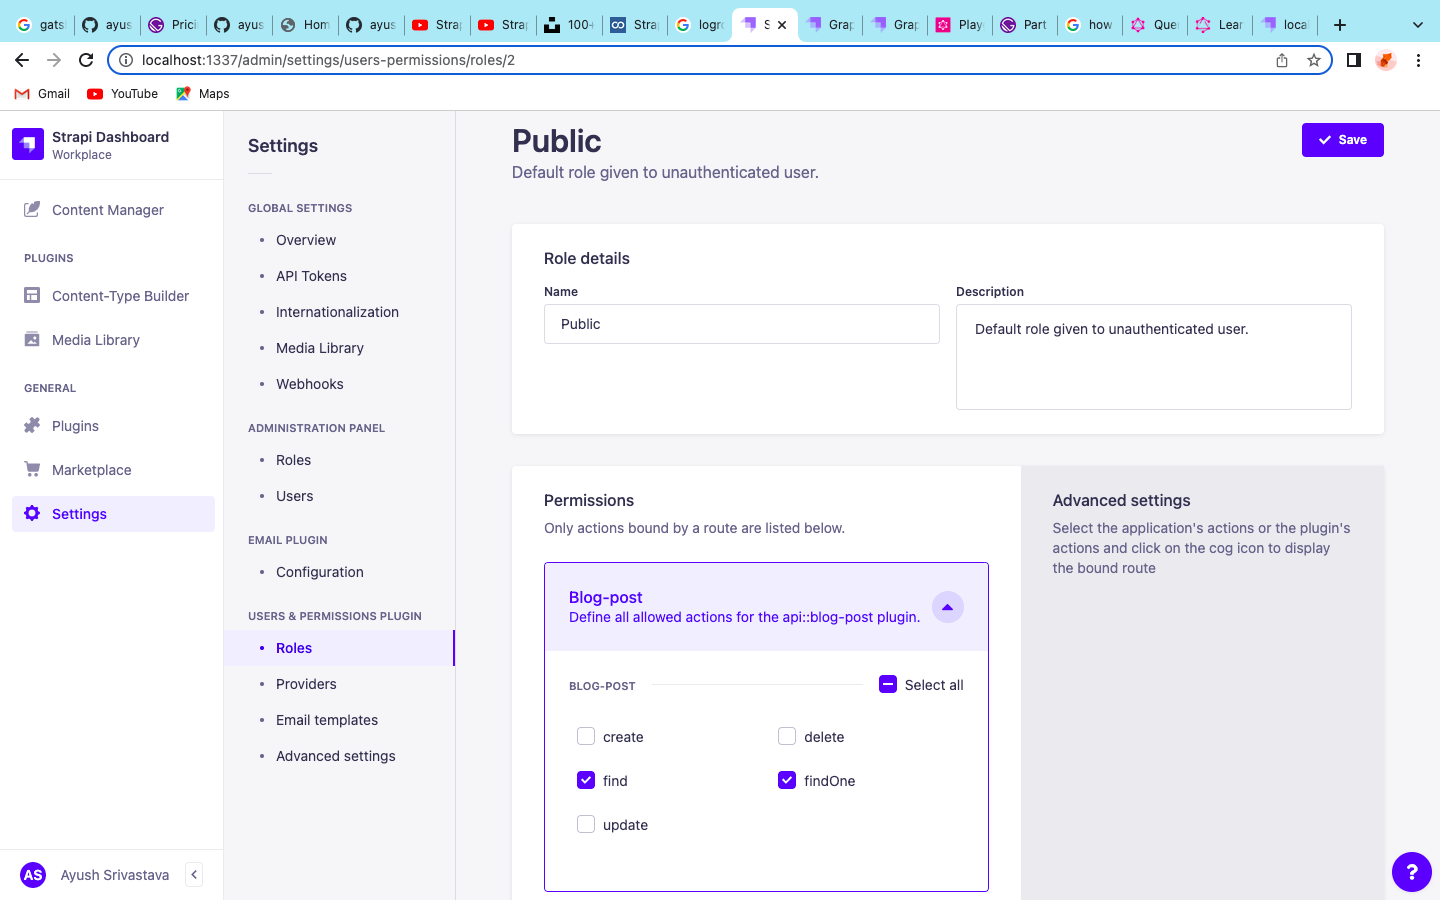 gats
ayus
Prici
ayus
Hom
ayus
Strap
Strap
100+
Strap
logro
S
Grap
Grap
Play
Part
how
Que
Lear
loca
localhost:1337/admin/settings/users-permissions/roles/2
Gmail
YouTube
Maps
Strapi Dashboard
Workplace
Content Manager
PLUGINS
Content-Type Builder
Media Library
GENERAL
Plugins
Marketplace
Settings
AS
Ayush Srivastava
Settings
GLOBAL SETTINGS
Overview
API Tokens
Internationalization
Media Library
Webhooks
ADMINISTRATION PANEL
Roles
Users
EMAIL PLUGIN
Configuration
USERS & PERMISSIONS PLUGIN
Roles
Providers
Email templates
Advanced settings
Public
Default role given to unauthenticated user.
Save
Role details
Name
Public
Description
Default role given to unauthenticated user.
Permissions
Only actions bound by a route are listed below.
Blog-post
Define all allowed actions for the api::blog-post plugin.
BLOG-POST
Select all
create
delete
find
findOne
update
Advanced settings
Select the application's actions or the plugin's
actions and click on the cog icon to display
the bound route
?